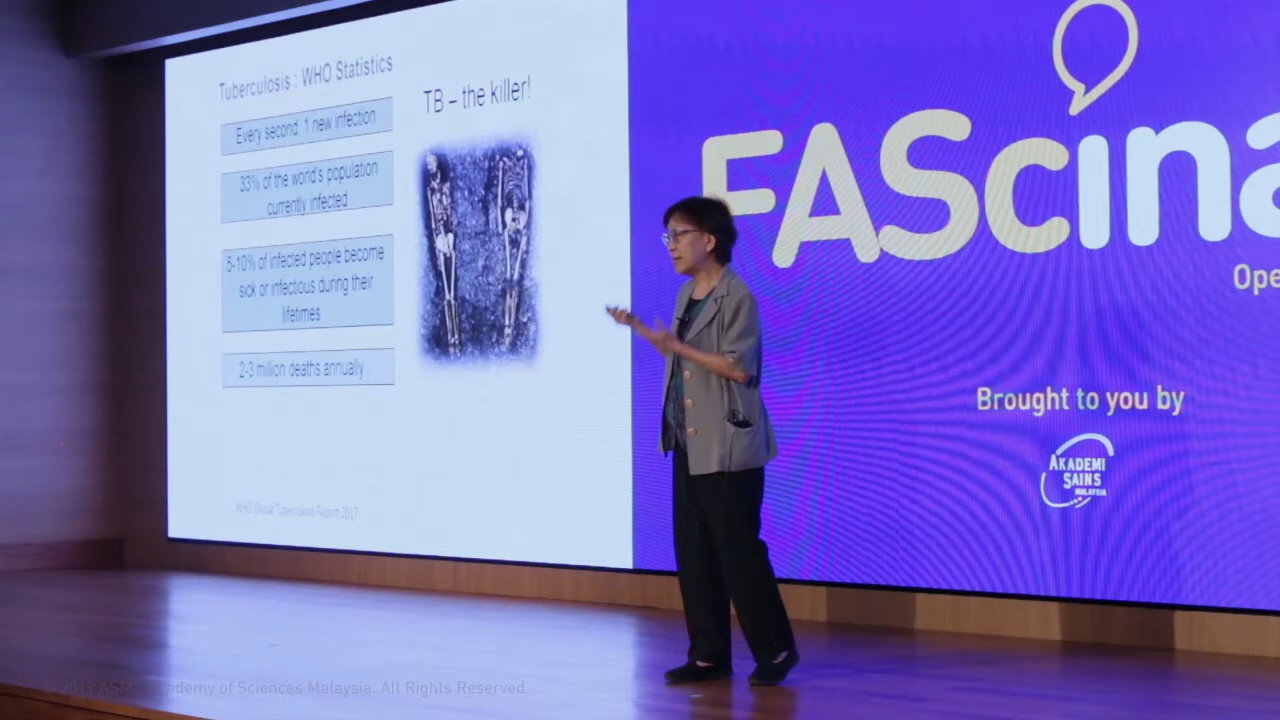 Tuberculosis : WHO Statistics
Every second, 1 new infection
33% of the world's population
currently infected
5-10% of infected people become
sick or infectious during their
lifetimes
2-3 million deaths annually
WHO Global Tuberculosis Report 2017
TB – the killer!
FAScina
Ope
Brought to you by
AKADEMI
SAINS
MALAYSIA
Academy of Sciences Malaysia. All Rights Reserved.